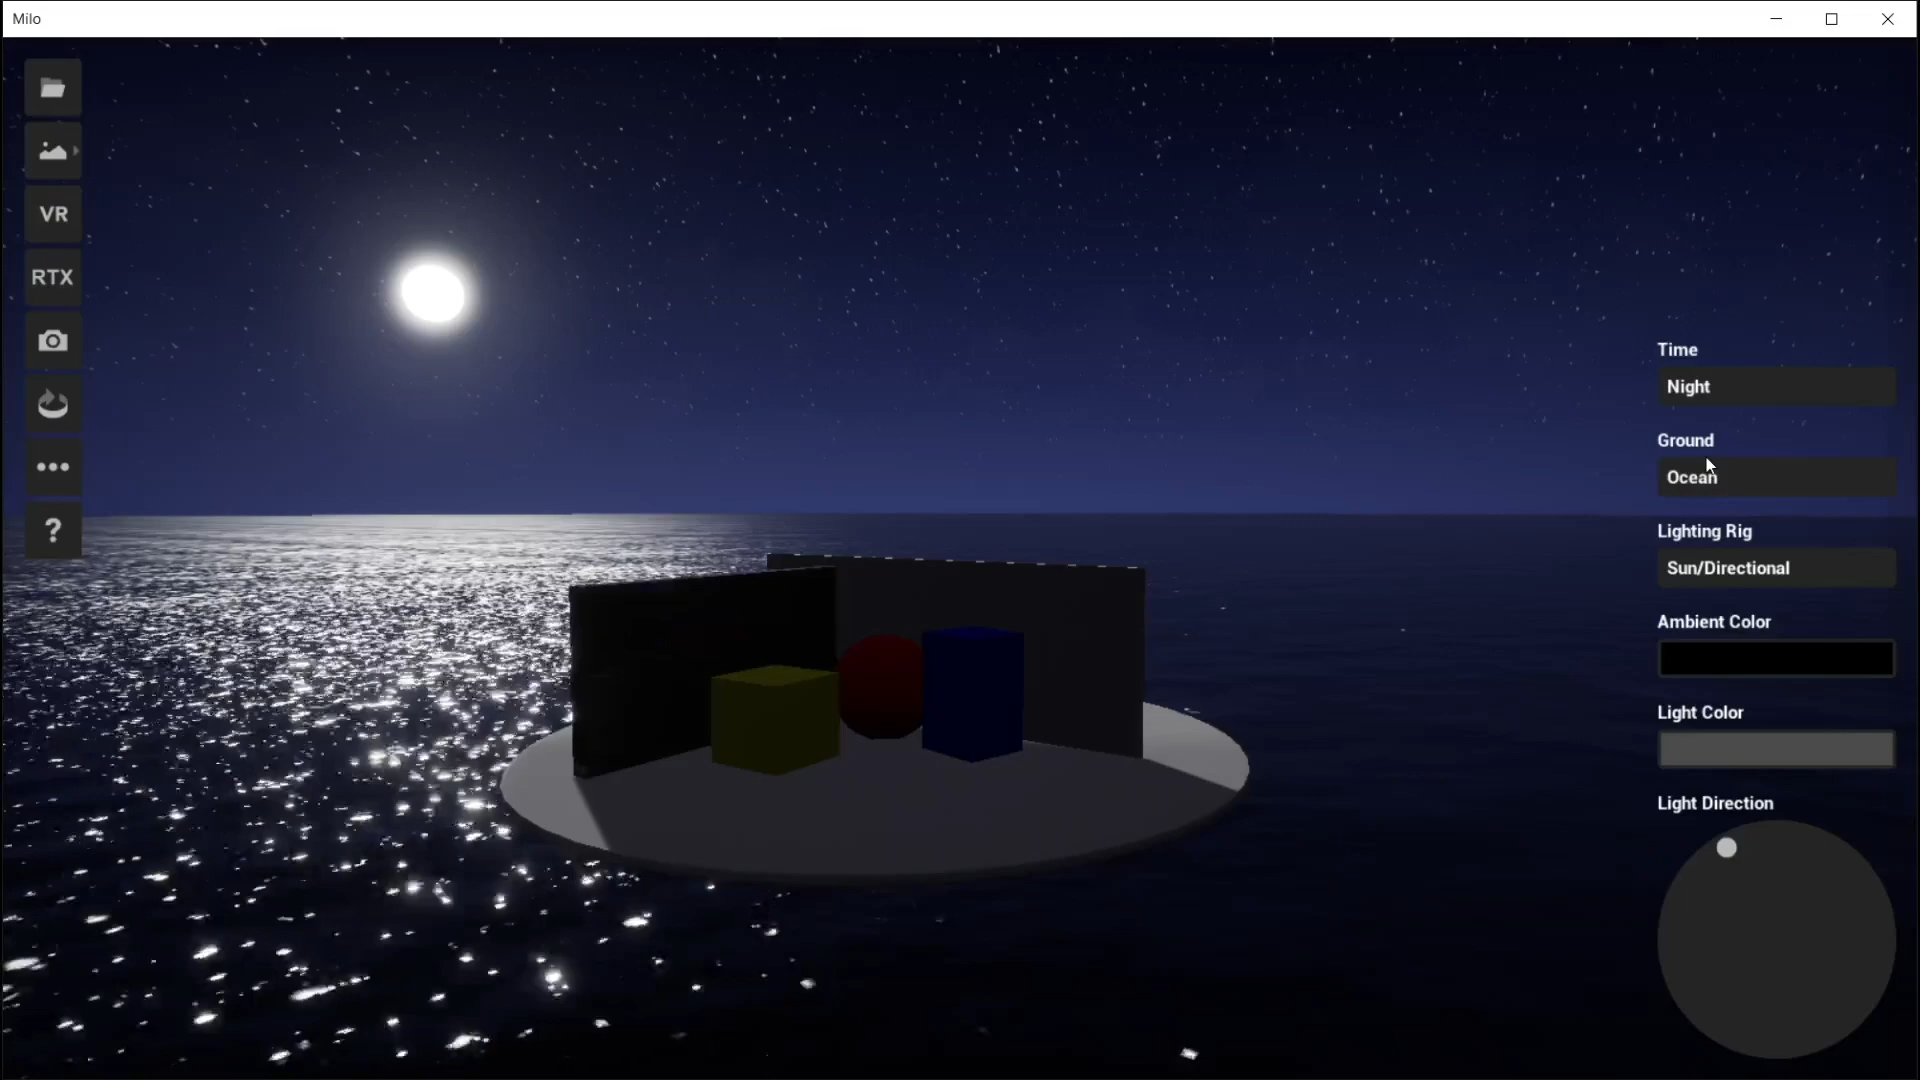 Milo
VR
RTX
?
Time
Night
Ground
Ocean
Lighting Rig
Sun/Directional
Ambient Color
Light Color
Light Direction